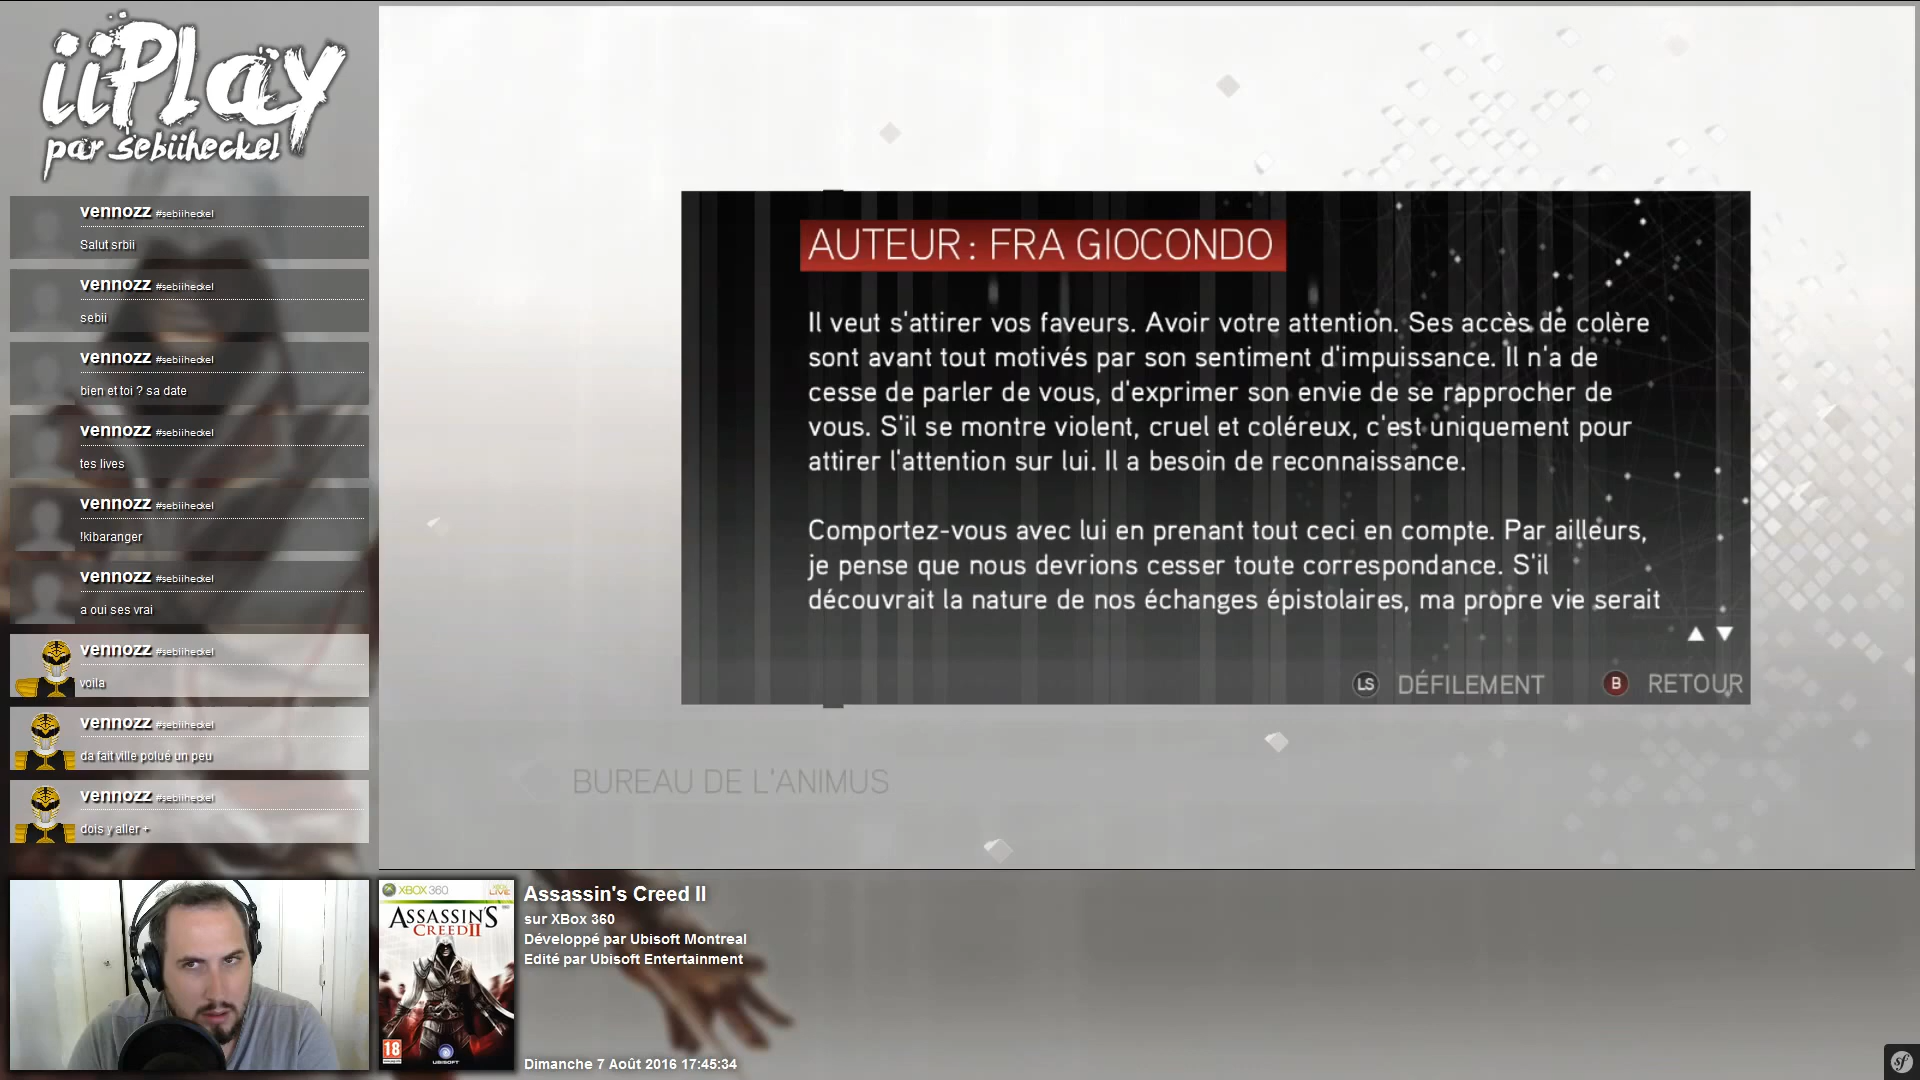 iiPlay
par sebiiheckel
vennozz #sebiiheckel
Salut srbii
vennozz #sebiiheckel
sebii
vennozz #sebiiheckel
bien et toi ? sa date
vennozz #sebiiheckel
tes lives
vennozz #sebiiheckel
!kibaranger
vennozz #sebiiheckel
a oui ses vrai
vennozz #sebiiheckel
voila
vennozz #sebiiheckel
da fait ville polué un peu
vennozz #sebiiheckel
dois y aller +
AUTEUR : FRA GIOCONDO
Il veut s'attirer vos faveurs. Avoir votre attention. Ses accès de colère
sont avant tout motivés par son sentiment d'impuissance. Il n'a de
cesse de parler de vous, d'exprimer son envie de se rapprocher de
vous. S'il se montre violent, cruel et coléreux, c'est uniquement pour
attirer l'attention sur lui. Il a besoin de reconnaissance.
Comportez-vous avec lui en prenant tout ceci en compte. Par ailleurs,
je pense que nous devrions cesser toute correspondance. S'il
découvrait la nature de nos échanges épistolaires, ma propre vie serait
LS DÉFILEMENT B RETOUR
BUREAU DE L'ANIMUS
XBOX 360 XBOX LIVE
ASSASSIN'S
CREED II
18
UBISOFT
Assassin's Creed II
sur XBox 360
Développé par Ubisoft Montreal
Edité par Ubisoft Entertainment
Dimanche 7 Août 2016 17:45:34
sf